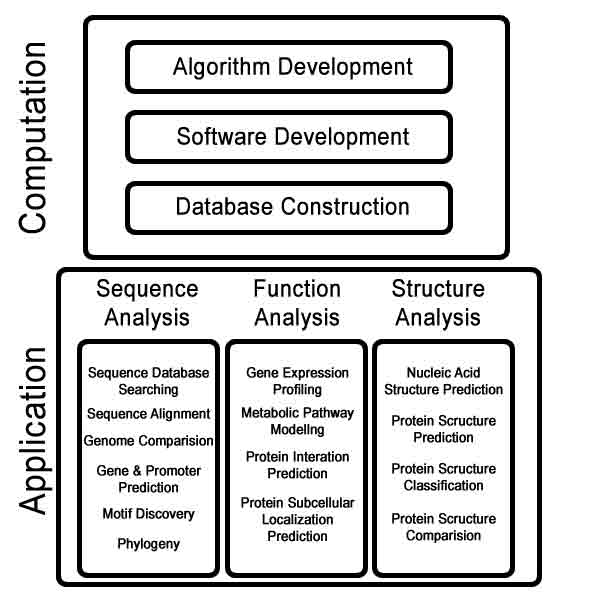 Computation
Algorithm Development
Software Development
Database Construction
Application
Sequence
Analysis
Sequence Database
Searching
Sequence Alignment
Genome Comparision
Gene & Promoter
Prediction
Motif Discovery
Phylogeny
Function
Analysis
Gene Expression
Profiling
Metabolic Pathway
Modelng
Protein Interation
Prediction
Protein Subcellular
Localization
Prediction
Structure
Analysis
Nucleic Acid
Structure Prediction
Protein Scructure
Prediction
Protein Scructure
Classification
Protein Scructure
Comparision